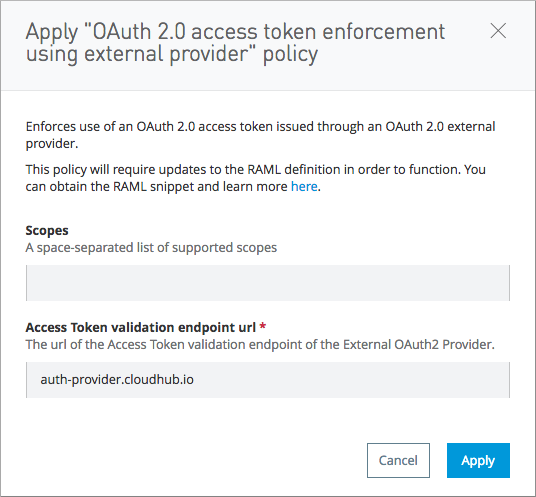 Apply "OAuth 2.0 access token enforcement
using external provider" policy
Enforces use of an OAuth 2.0 access token issued through an OAuth 2.0 external
provider.
This policy will require updates to the RAML definition in order to function. You
can obtain the RAML snippet and learn more here.
Scopes
A space-separated list of supported scopes
Access Token validation endpoint url *
The url of the Access Token validation endpoint of the External OAuth2 Provider.
auth-provider.cloudhub.io
Cancel
Apply